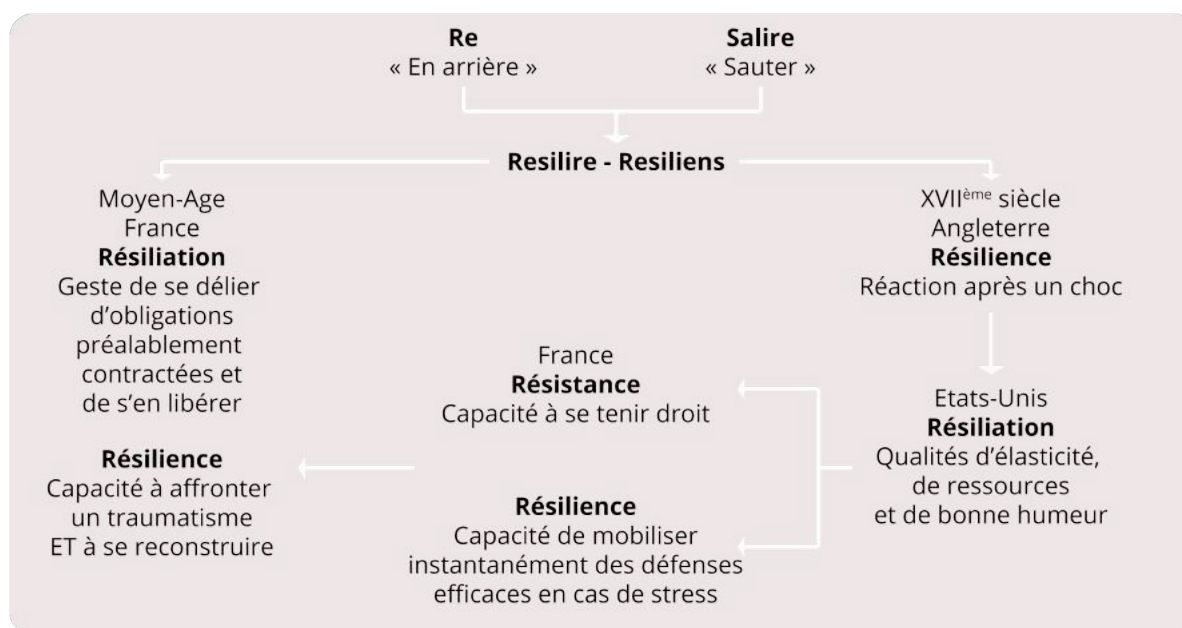 Re
« En arrière »
Salire
« Sauter »
Resilire - Resiliens
Moyen-Age
France
Résiliation
Geste de se délier
d'obligations
préalablement
contractées et
de s'en libérer
XVIIème siècle
Angleterre
Résilience
Réaction après un choc
Etats-Unis
Résiliation
Qualités d'élasticité,
de ressources
et de bonne humeur
France
Résistance
Capacité à se tenir droit
Résilience
Capacité de mobiliser
instantanément des défenses
efficaces en cas de stress
Résilience
Capacité à affronter
un traumatisme
ET à se reconstruire